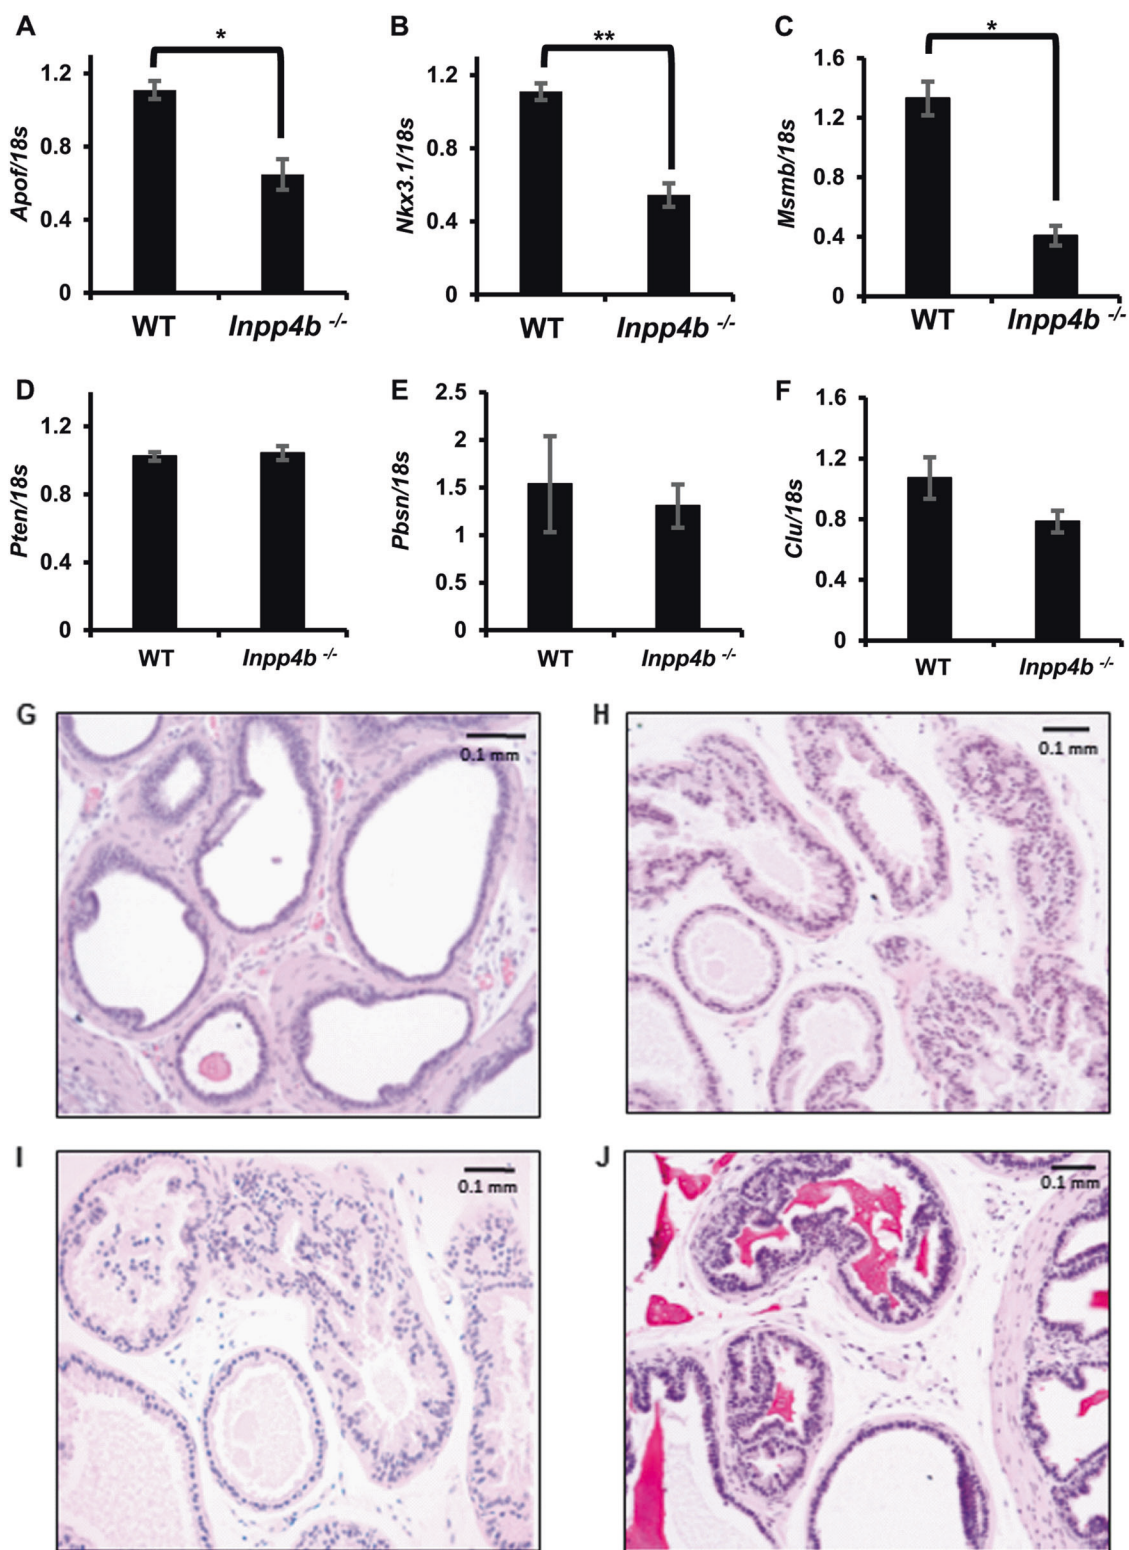 A
B
C
*
**
*
Apof/18s
1.2
0.8
0.4
0
WT
Inpp4b -/-
Nkx3.1/18s
1.2
0.8
0.4
0
WT
Inpp4b -/-
Msmb/18s
1.6
1.2
0.8
0.4
0
WT
Inpp4b -/-
D
E
F
Pten/18s
1.2
0.8
0.4
0
WT
Inpp4b -/-
Pbsn/18s
2.5
2
1.5
1
0.5
0
WT
Inpp4b -/-
Clu/18s
1.6
1.2
0.8
0.4
0
WT
Inpp4b -/-
G
0.1 mm
H
0.1 mm
I
0.1 mm
J
0.1 mm